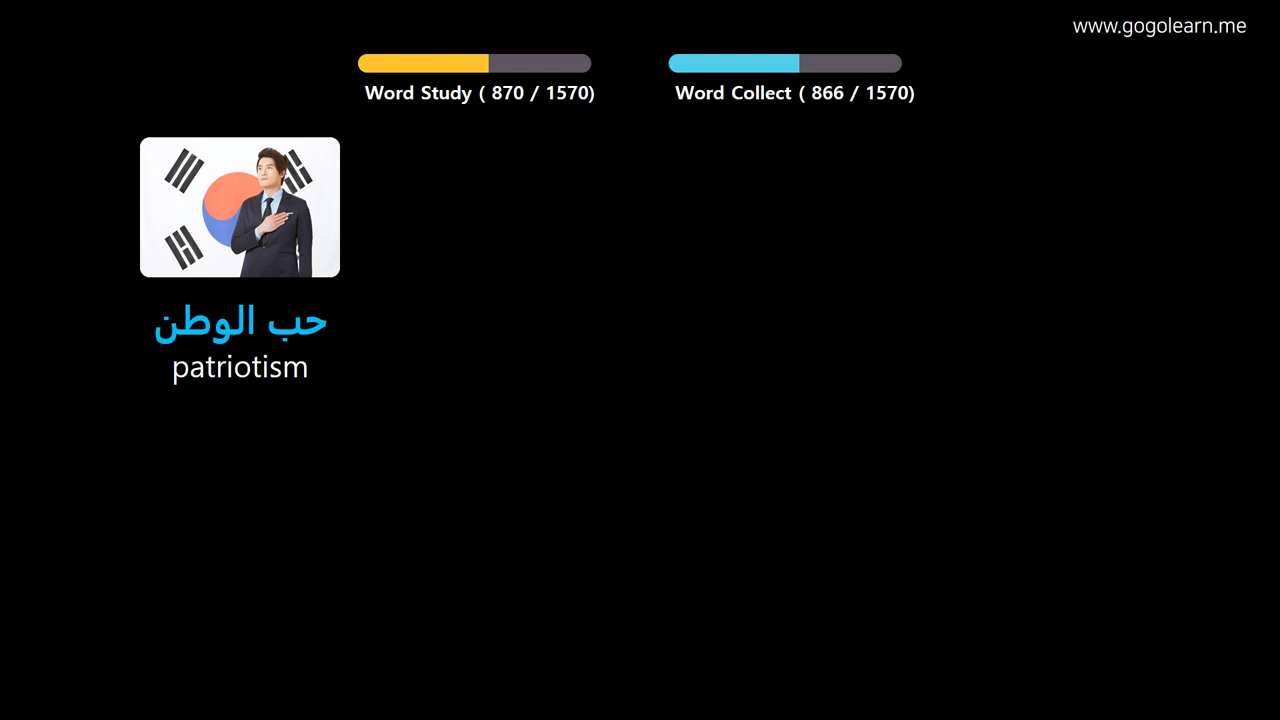 www.gogolearn.me
Word Study ( 870 / 1570)
Word Collect ( 866 / 1570)
حب الوطن
patriotism